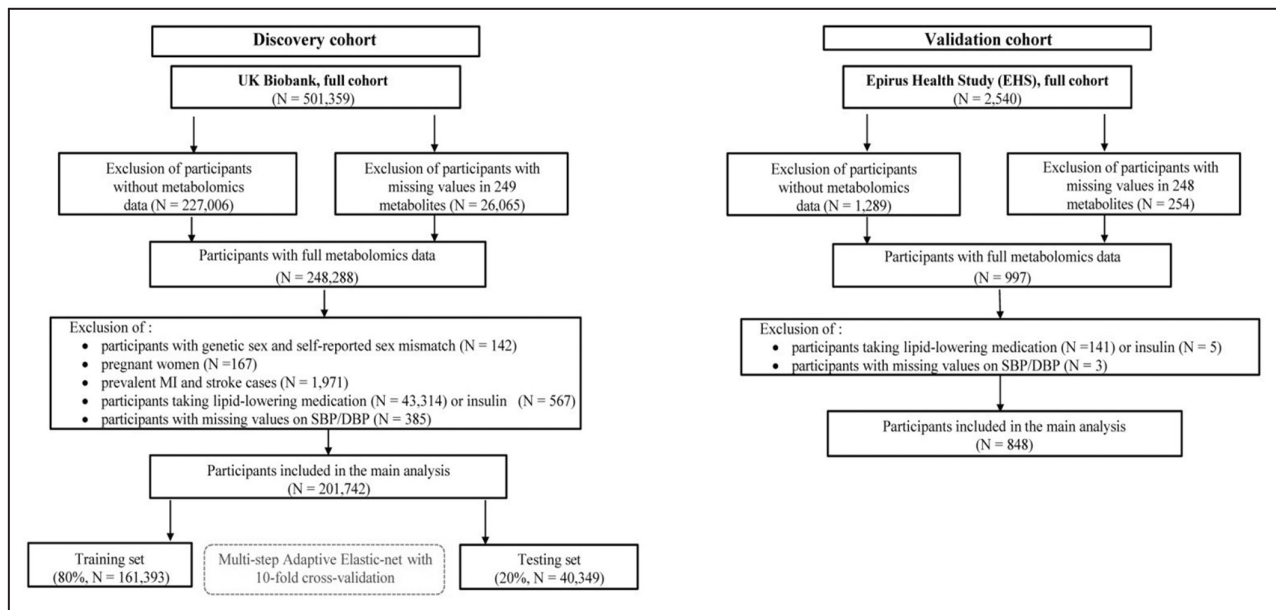 Discovery cohort
UK Biobank, full cohort
(N = 501,359)
Exclusion of participants
without metabolomics
data (N = 227,006)
Exclusion of participants with
missing values in 249
metabolites (N = 26,065)
Participants with full metabolomics data
(N = 248,288)
Exclusion of :
• participants with genetic sex and self-reported sex mismatch (N = 142)
• pregnant women (N =167)
• prevalent MI and stroke cases (N = 1,971)
• participants taking lipid-lowering medication (N = 43,314) or insulin (N = 567)
• participants with missing values on SBP/DBP (N = 385)
Participants included in the main analysis
(N = 201,742)
Training set
(80%, N = 161,393)
Multi-step Adaptive Elastic-net with
10-fold cross-validation
Testing set
(20%, N = 40,349)
Validation cohort
Epirus Health Study (EHS), full cohort
(N = 2,540)
Exclusion of participants
without metabolomics
data (N = 1,289)
Exclusion of participants with
missing values in 248
metabolites (N = 254)
Participants with full metabolomics data
(N = 997)
Exclusion of :
• participants taking lipid-lowering medication (N =141) or insulin (N = 5)
• participants with missing values on SBP/DBP (N = 3)
Participants included in the main analysis
(N = 848)